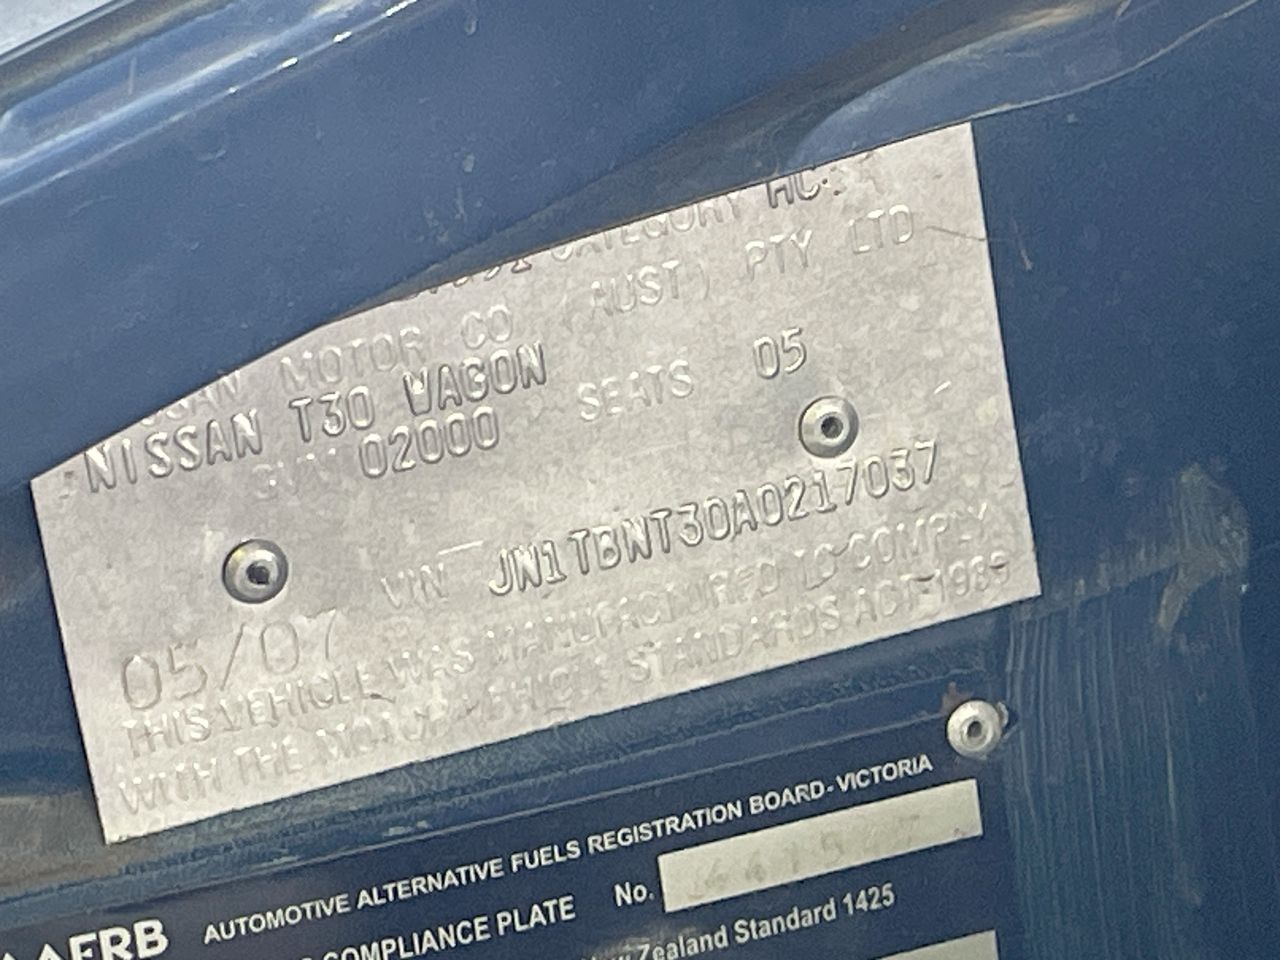 CATEGORY
MOTOR CO (AUST) PTY LTD
NISSAN T30 WAGON
02000 SEATS 05
VIN JN1TBNT30A0217037
05/07
THIS VEHICLE WAS MANUFACTURED TO COMPLY
WITH THE MOTOR VEHICLE STANDARDS ACT 1989
AUTOMOTIVE ALTERNATIVE FUELS REGISTRATION BOARD-VICTORIA
AAFRB COMPLIANCE PLATE No.
Zealand Standard 1425